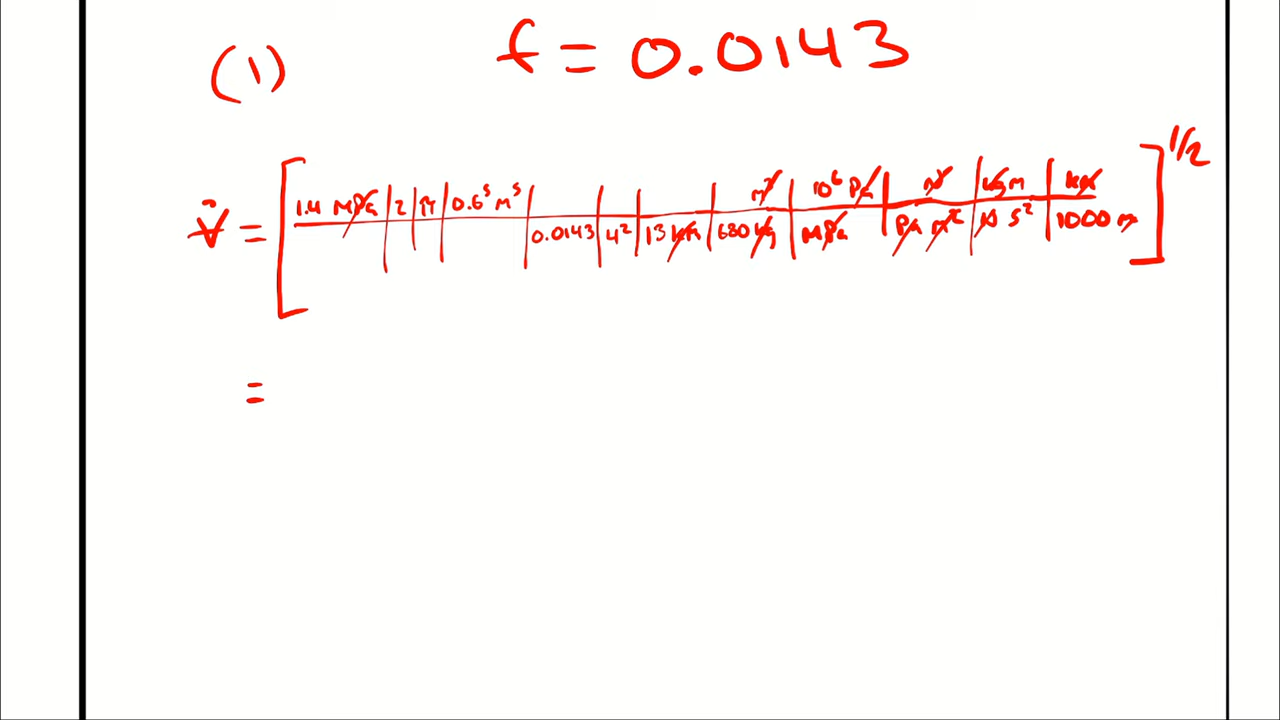 (1) f = 0.0143
1/2
1.4 MPa | 2 | π | 0.6⁵ m⁵ | | | | m³ | 10⁶ Pa | N | kg m | km
V̇ =
0.0143 | 4² | 13 km | 680 kg | MPa | Pa m² | N s² | 1000 m
=